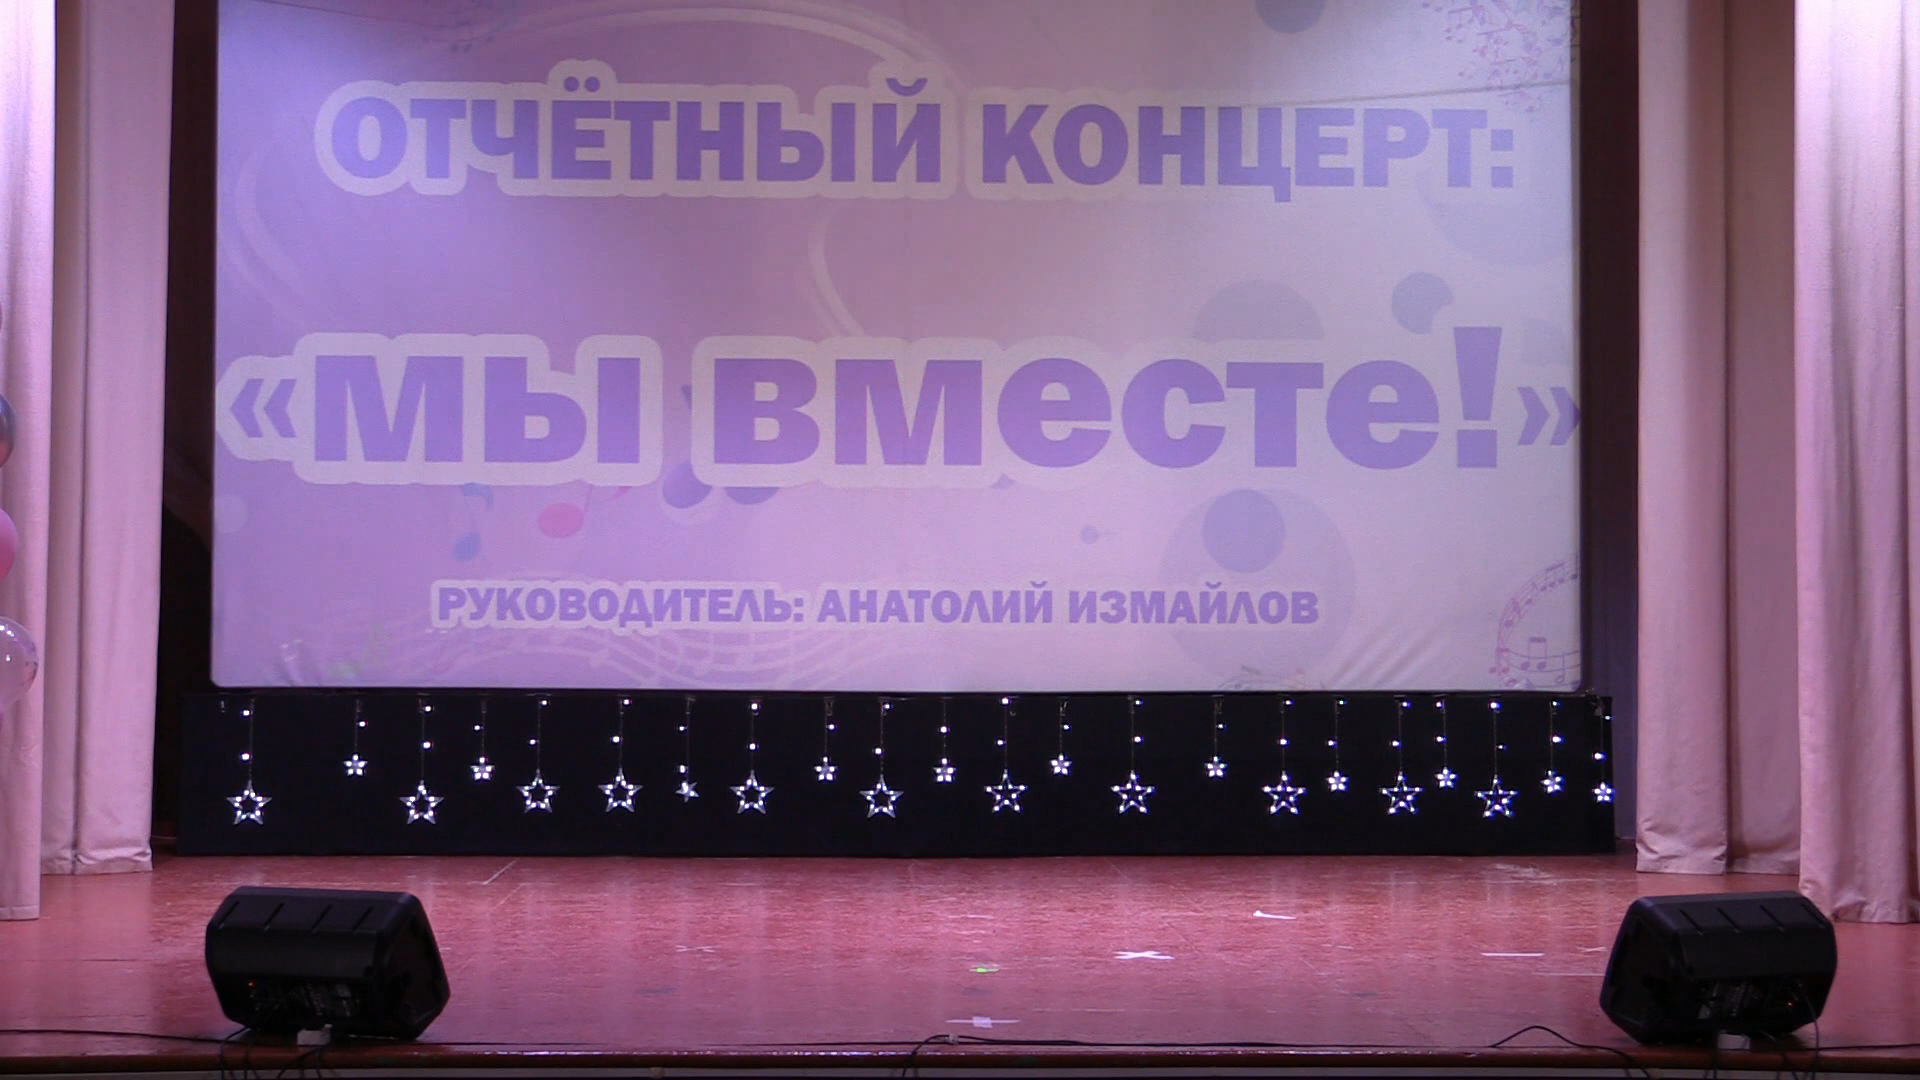 ОТЧЁТНЫЙ КОНЦЕРТ:
«МЫ ВМЕСТЕ!»
РУКОВОДИТЕЛЬ: АНАТОЛИЙ ИЗМАЙЛОВ